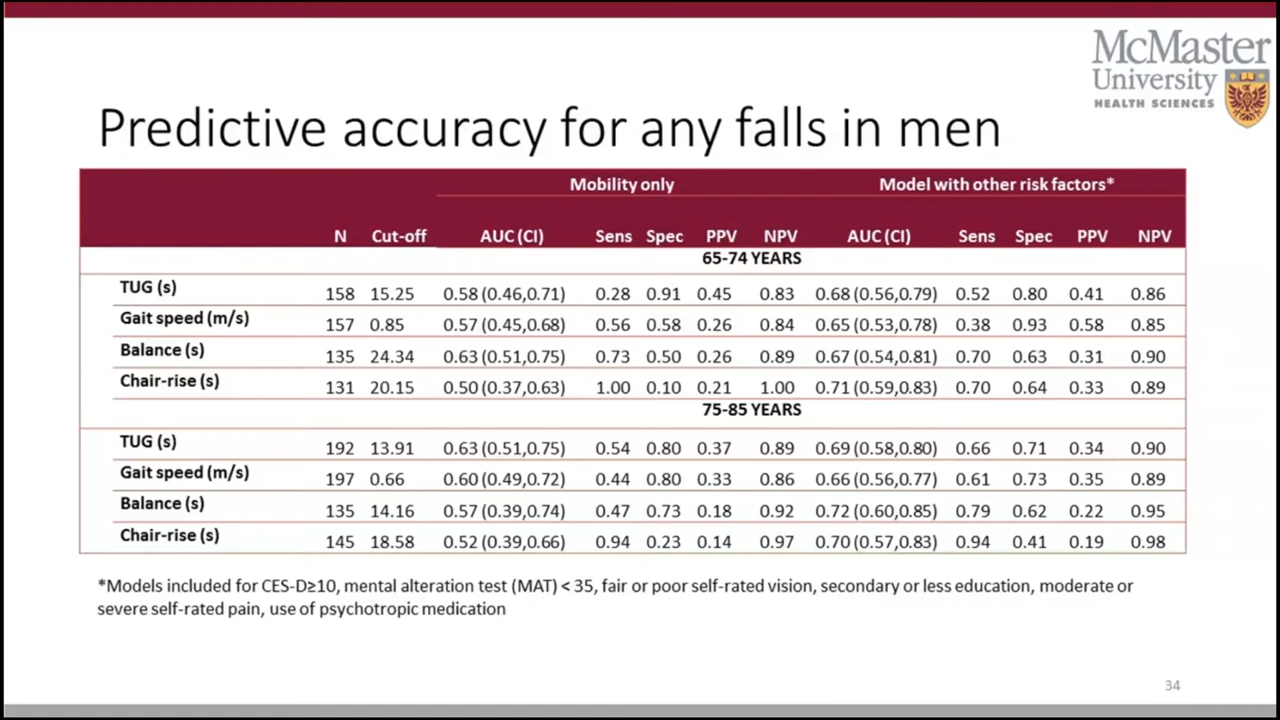 McMaster
University
HEALTH SCIENCES
Predictive accuracy for any falls in men
Mobility only Model with other risk factors*
N Cut-off AUC (CI) Sens Spec PPV NPV AUC (CI) Sens Spec PPV NPV
65-74 YEARS
TUG (s) 158 15.25 0.58 (0.46,0.71) 0.28 0.91 0.45 0.83 0.68 (0.56,0.79) 0.52 0.80 0.41 0.86
Gait speed (m/s) 157 0.85 0.57 (0.45,0.68) 0.56 0.58 0.26 0.84 0.65 (0.53,0.78) 0.38 0.93 0.58 0.85
Balance (s) 135 24.34 0.63 (0.51,0.75) 0.73 0.50 0.26 0.89 0.67 (0.54,0.81) 0.70 0.63 0.31 0.90
Chair-rise (s) 131 20.15 0.50 (0.37,0.63) 1.00 0.10 0.21 1.00 0.71 (0.59,0.83) 0.70 0.64 0.33 0.89
75-85 YEARS
TUG (s) 192 13.91 0.63 (0.51,0.75) 0.54 0.80 0.37 0.89 0.69 (0.58,0.80) 0.66 0.71 0.34 0.90
Gait speed (m/s) 197 0.66 0.60 (0.49,0.72) 0.44 0.80 0.33 0.86 0.66 (0.56,0.77) 0.61 0.73 0.35 0.89
Balance (s) 135 14.16 0.57 (0.39,0.74) 0.47 0.73 0.18 0.92 0.72 (0.60,0.85) 0.79 0.62 0.22 0.95
Chair-rise (s) 145 18.58 0.52 (0.39,0.66) 0.94 0.23 0.14 0.97 0.70 (0.57,0.83) 0.94 0.41 0.19 0.98
*Models included for CES-D≥10, mental alteration test (MAT) < 35, fair or poor self-rated vision, secondary or less education, moderate or
severe self-rated pain, use of psychotropic medication
34